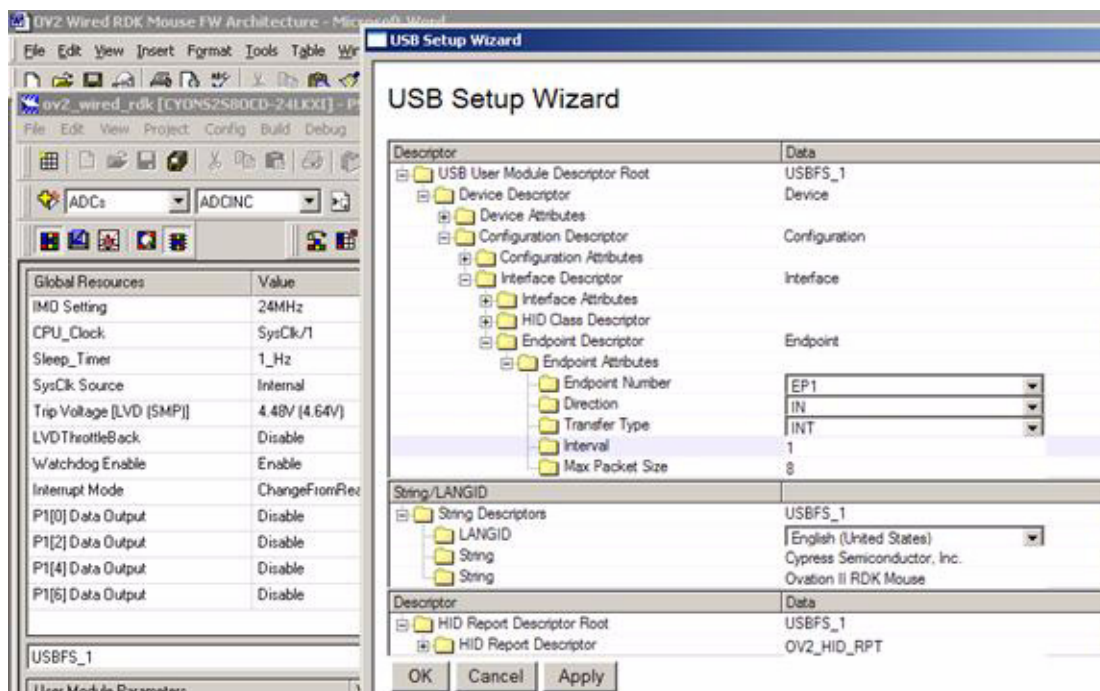 OV2 Wired RDK Mouse FW Architecture - Microsoft Word
File Edit View Insert Format Tools Table
ov2_wired_rdk [CYONS2S80CD-24LKXI] -
File Edit View Project Config Build Debug
ADCs ADCINC
Global Resources Value
IMO Setting 24MHz
CPU_Clock SysClk/1
Sleep_Timer 1_Hz
SysClk Source Internal
Trip Voltage [LVD (SMP)] 4.48V (4.64V)
LVDThrottleBack Disable
Watchdog Enable Enable
Interrupt Mode ChangeFromRea
P1[0] Data Output Disable
P1[2] Data Output Disable
P1[4] Data Output Disable
P1[6] Data Output Disable
USBFS_1
User Module Parameters
USB Setup Wizard
USB Setup Wizard
Descriptor Data
USB User Module Descriptor Root USBFS_1
Device Descriptor Device
Device Attributes
Configuration Descriptor Configuration
Configuration Attributes
Interface Descriptor Interface
Interface Attributes
HID Class Descriptor
Endpoint Descriptor Endpoint
Endpoint Attributes
Endpoint Number EP1
Direction IN
Transfer Type INT
Interval 1
Max Packet Size 8
String/LANGID
String Descriptors USBFS_1
LANGID English (United States)
String Cypress Semiconductor, Inc.
String Ovation II RDK Mouse
Descriptor Data
HID Report Descriptor Root USBFS_1
HID Report Descriptor OV2_HID_RPT
OK Cancel Apply